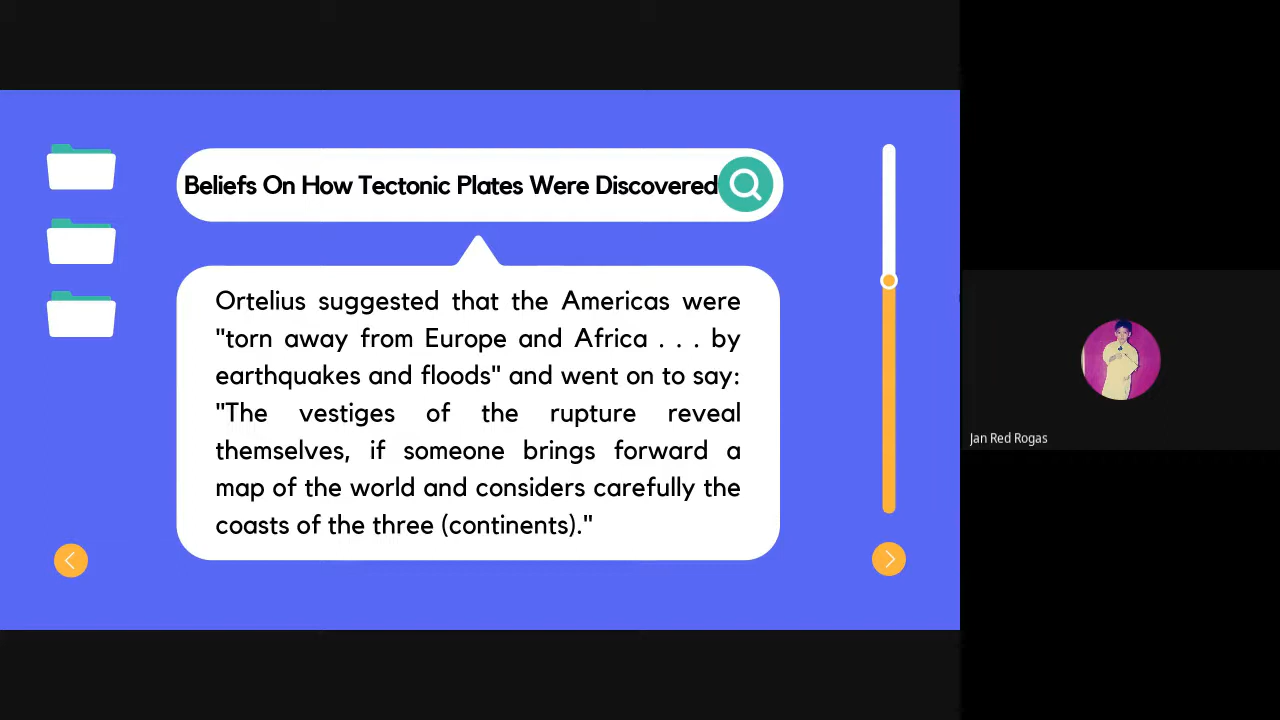 Beliefs On How Tectonic Plates Were Discovered
Ortelius suggested that the Americas were
"torn away from Europe and Africa . . . by
earthquakes and floods" and went on to say:
"The vestiges of the rupture reveal
themselves, if someone brings forward a
map of the world and considers carefully the
coasts of the three (continents)."
Jan Red Rogas